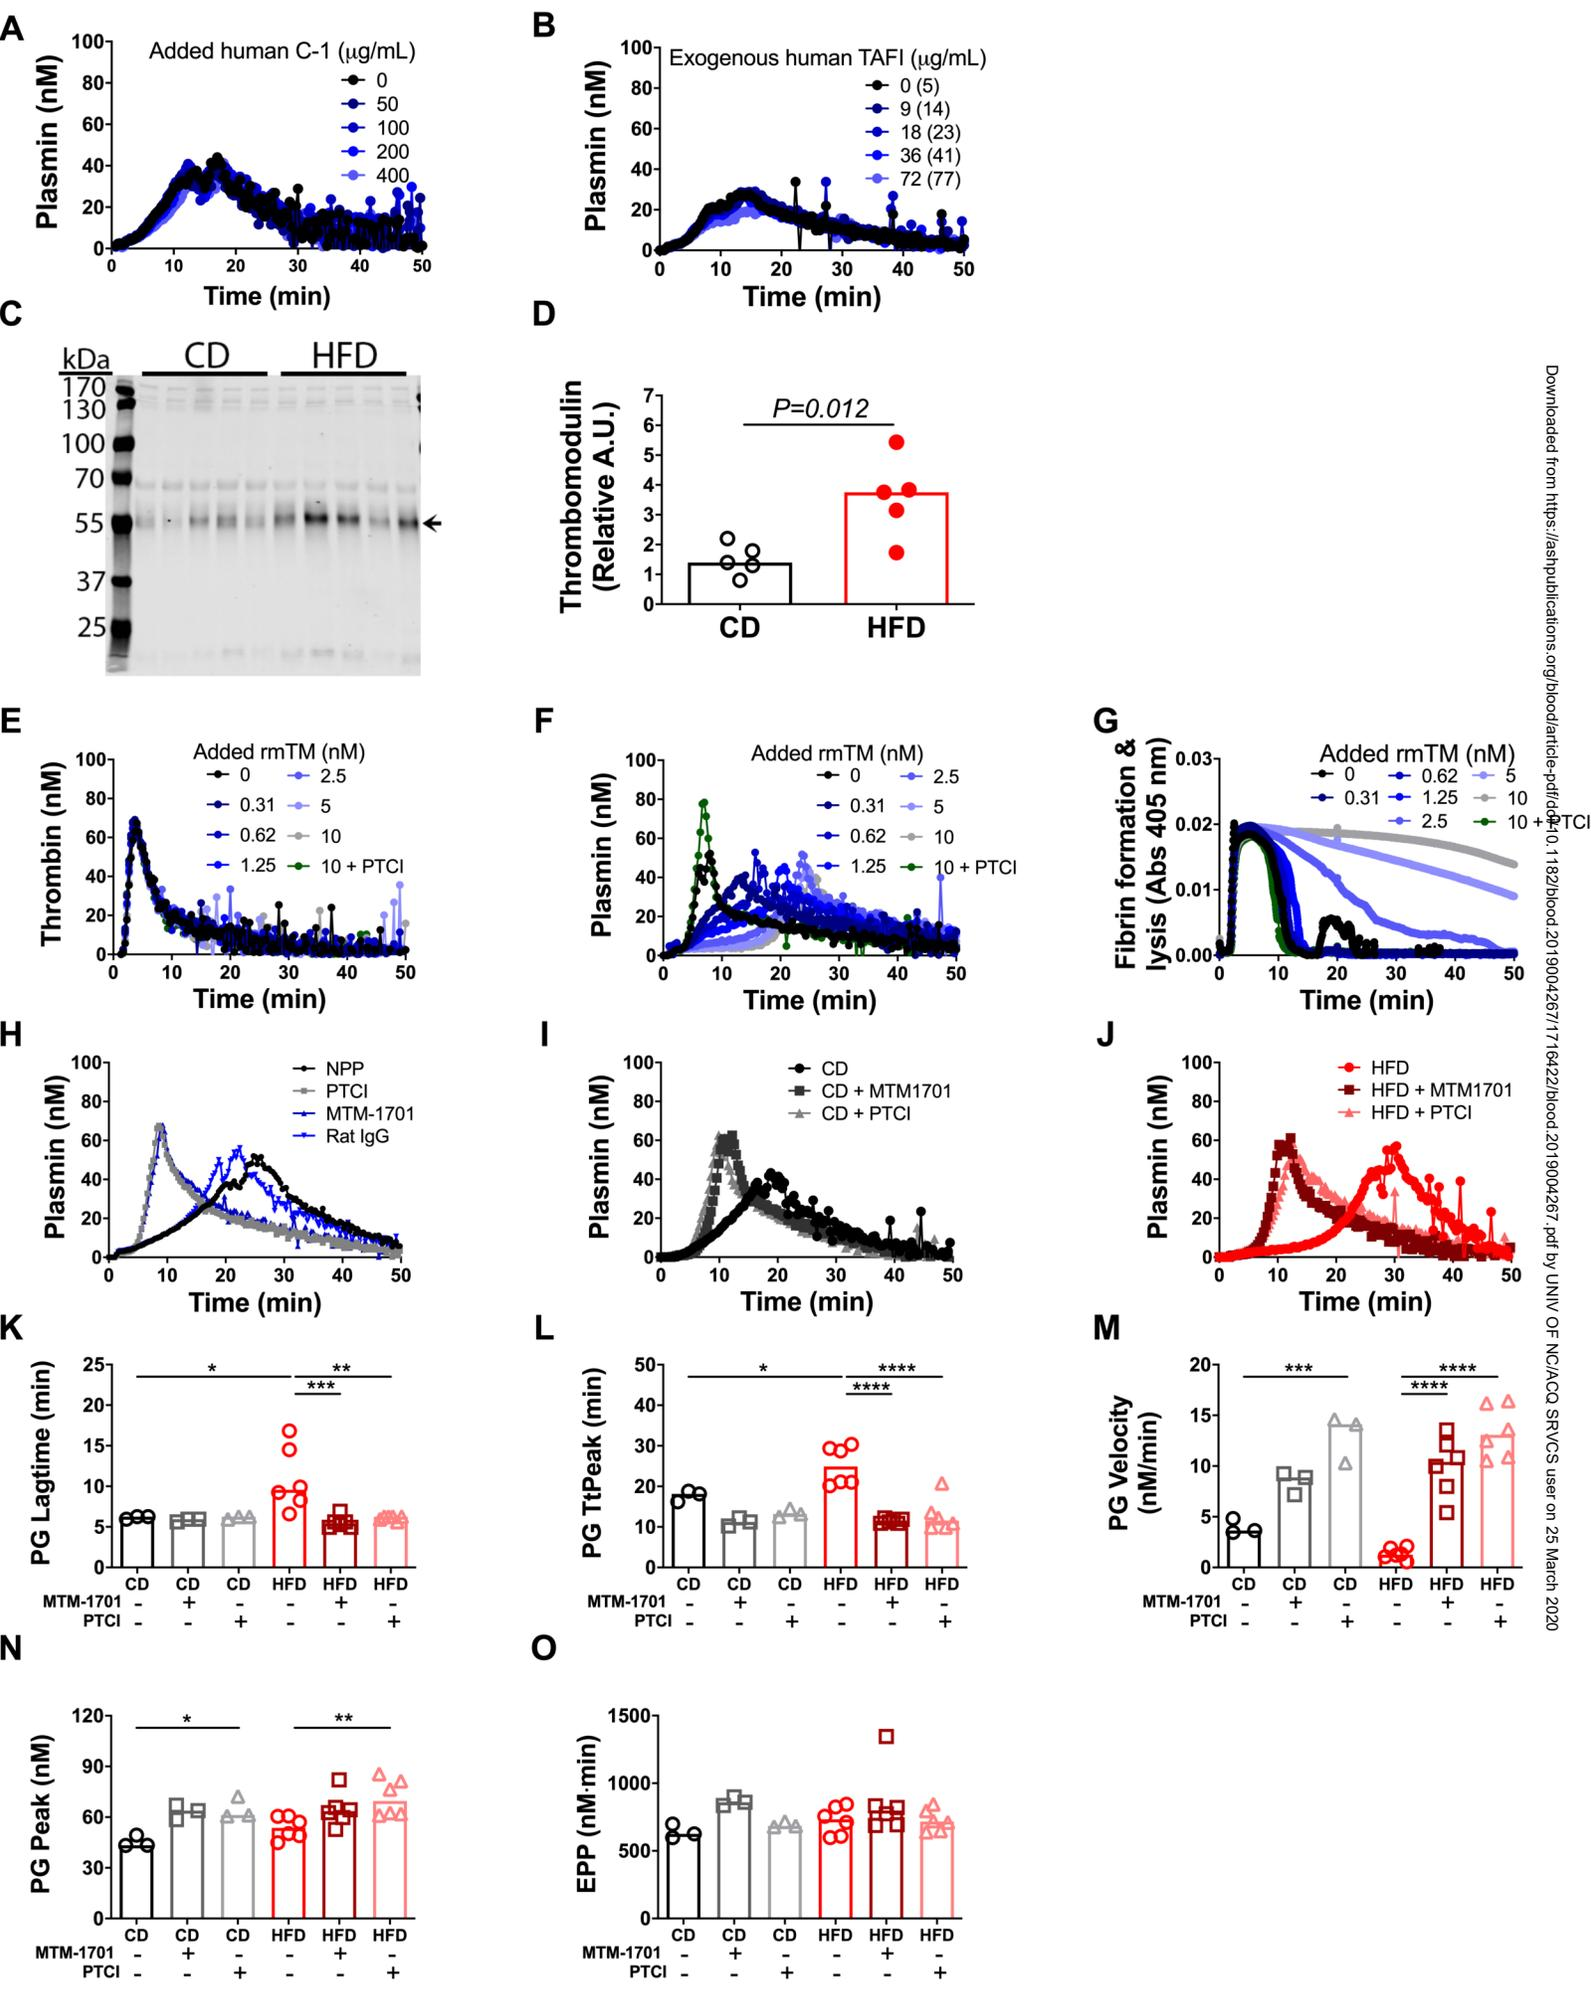 A
Added human C-1 (μg/mL)
0
50
100
200
400
Plasmin (nM)
100
80
60
40
20
0
0 10 20 30 40 50
Time (min)
B
Exogenous human TAFI (μg/mL)
0 (5)
9 (14)
18 (23)
36 (41)
72 (77)
Plasmin (nM)
100
80
60
40
20
0
0 10 20 30 40 50
Time (min)
C
kDa CD HFD
170
130
100
70
55
37
25
D
P=0.012
Thrombomodulin
(Relative A.U.)
7
6
5
4
3
2
1
0
CD HFD
E
Added rmTM (nM)
0 2.5
0.31 5
0.62 10
1.25 10 + PTCI
Thrombin (nM)
100
80
60
40
20
0
0 10 20 30 40 50
Time (min)
F
Added rmTM (nM)
0 2.5
0.31 5
0.62 10
1.25 10 + PTCI
Plasmin (nM)
100
80
60
40
20
0
0 10 20 30 40 50
Time (min)
G
Added rmTM (nM)
0 0.62 5
0.31 1.25 10
2.5 10 + PTCI
Fibrin formation &
lysis (Abs 405 nm)
0.03
0.02
0.01
0.00
0 10 20 30 40 50
Time (min)
H
NPP
PTCI
MTM-1701
Rat IgG
Plasmin (nM)
100
80
60
40
20
0
0 10 20 30 40 50
Time (min)
I
CD
CD + MTM1701
CD + PTCI
Plasmin (nM)
100
80
60
40
20
0
0 10 20 30 40 50
Time (min)
J
HFD
HFD + MTM1701
HFD + PTCI
Plasmin (nM)
100
80
60
40
20
0
0 10 20 30 40 50
Time (min)
K
* **
***
PG Lagtime (min)
25
20
15
10
5
0
CD CD CD HFD HFD HFD
MTM-1701 - + - - + -
PTCI - - + - - +
L
* ****
****
PG TtPeak (min)
50
40
30
20
10
0
CD CD CD HFD HFD HFD
MTM-1701 - + - - + -
PTCI - - + - - +
M
*** ****
****
PG Velocity
(nM/min)
20
15
10
5
0
CD CD CD HFD HFD HFD
MTM-1701 - + - - + -
PTCI - - + - - +
N
* **
PG Peak (nM)
120
90
60
30
0
CD CD CD HFD HFD HFD
MTM-1701 - + - - + -
PTCI - - + - - +
O
EPP (nM·min)
1500
1000
500
0
CD CD CD HFD HFD HFD
MTM-1701 - + - - + -
PTCI - - + - - +
Downloaded from https://ashpublications.org/blood/article-pdf/doi/10.1182/blood.2019004267/1716422/blood.2019004267.pdf by UNIV OF NC/ACQ SRVCS user on 25 March 2020